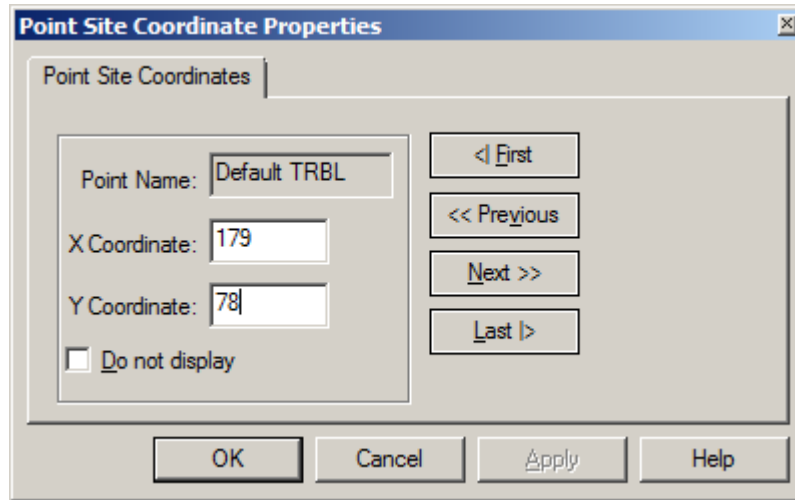 Point Site Coordinate Properties
Point Site Coordinates
Point Name: Default TRBL
X Coordinate: 179
Y Coordinate: 78
Do not display
<| First
<< Previous
Next >>
Last |>
OK Cancel Apply Help